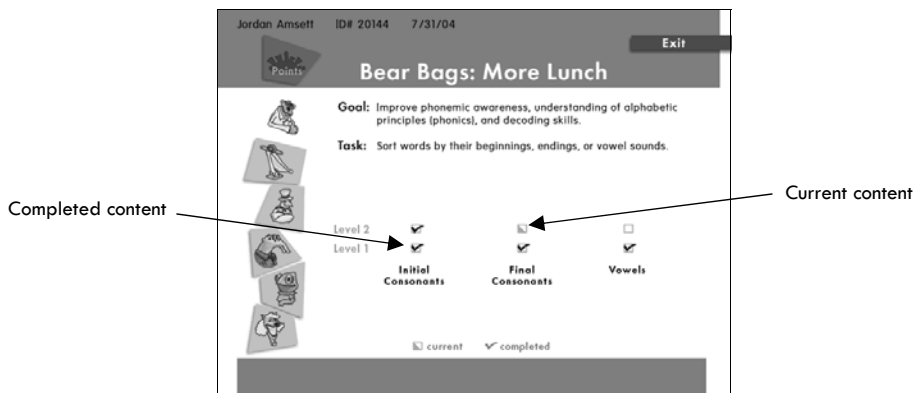 Jordan Amsett ID# 20144 7/31/04
Exit
Points
Bear Bags: More Lunch
Goal: Improve phonemic awareness, understanding of alphabetic
principles (phonics), and decoding skills.
Task: Sort words by their beginnings, endings, or vowel sounds.
Completed content
Current content
Level 2
Level 1
Initial
Consonants
Final
Consonants
Vowels
current completed